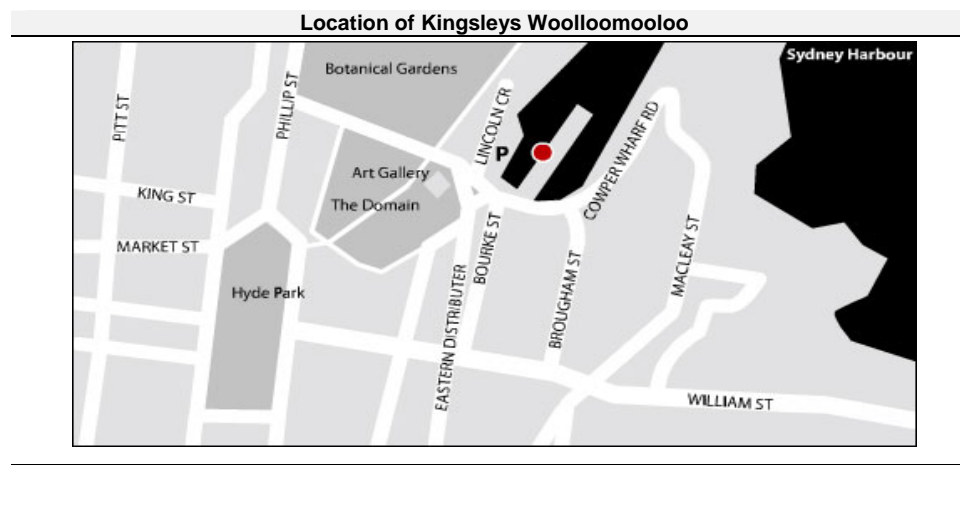 Location of Kingsleys Woolloomooloo
Sydney Harbour
Botanical Gardens
PITT ST
PHILLIP ST
LINCOLN CR
P
COWPER WHARF RD
Art Gallery
The Domain
KING ST
MARKET ST
BOURKE ST
MACLEAY ST
Hyde Park
BROUGHAM ST
EASTERN DISTRIBUTER
WILLIAM ST